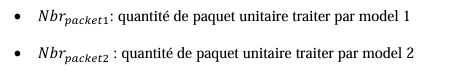 • Nbr_packet1: quantité de paquet unitaire traiter par model 1
• Nbr_packet2 : quantité de paquet unitaire traiter par model 2